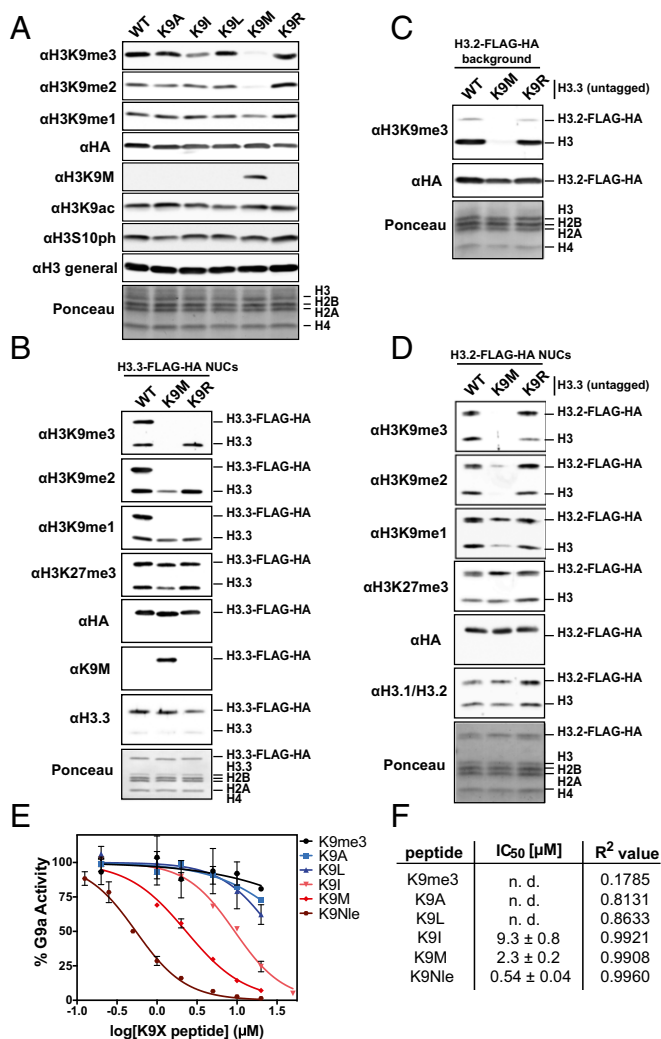 A
WT K9A K9I K9L K9M K9R
αH3K9me3
αH3K9me2
αH3K9me1
αHA
αH3K9M
αH3K9ac
αH3S10ph
αH3 general
Ponceau
H3
H2B
H2A
H4
B
H3.3-FLAG-HA NUCs
WT K9M K9R
αH3K9me3
H3.3-FLAG-HA
H3.3
αH3K9me2
H3.3-FLAG-HA
H3.3
αH3K9me1
H3.3-FLAG-HA
H3.3
αH3K27me3
H3.3-FLAG-HA
H3.3
αHA
H3.3-FLAG-HA
αK9M
H3.3-FLAG-HA
αH3.3
H3.3-FLAG-HA
H3.3
Ponceau
H3.3-FLAG-HA
H3.3
H2B
H2A
H4
C
H3.2-FLAG-HA
background
WT K9M K9R
H3.3 (untagged)
αH3K9me3
H3.2-FLAG-HA
H3
αHA
H3.2-FLAG-HA
Ponceau
H3
H2B
H2A
H4
D
H3.2-FLAG-HA NUCs
WT K9M K9R
H3.3 (untagged)
αH3K9me3
H3.2-FLAG-HA
H3
αH3K9me2
H3.2-FLAG-HA
H3
αH3K9me1
H3.2-FLAG-HA
H3
αH3K27me3
H3.2-FLAG-HA
H3
αHA
H3.2-FLAG-HA
αH3.1/H3.2
H3.2-FLAG-HA
H3
Ponceau
H3.2-FLAG-HA
H3
H2B
H2A
H4
E
% G9a Activity
100
75
50
25
0
-1.0 -0.5 0.0 0.5 1.0 1.5
log[K9X peptide] (μM)
K9me3
K9A
K9L
K9I
K9M
K9Nle
F
peptide IC50 [μM] R2 value
K9me3 n. d. 0.1785
K9A n. d. 0.8131
K9L n. d. 0.8633
K9I 9.3 ± 0.8 0.9921
K9M 2.3 ± 0.2 0.9908
K9Nle 0.54 ± 0.04 0.9960